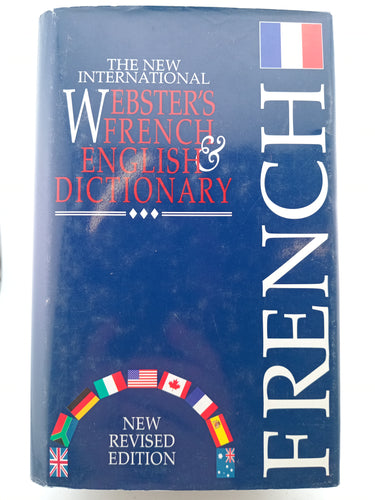 THE NEW
INTERNATIONAL
WEBSTER'S
FRENCH &
ENGLISH
DICTIONARY
FRENCH
NEW
REVISED
EDITION